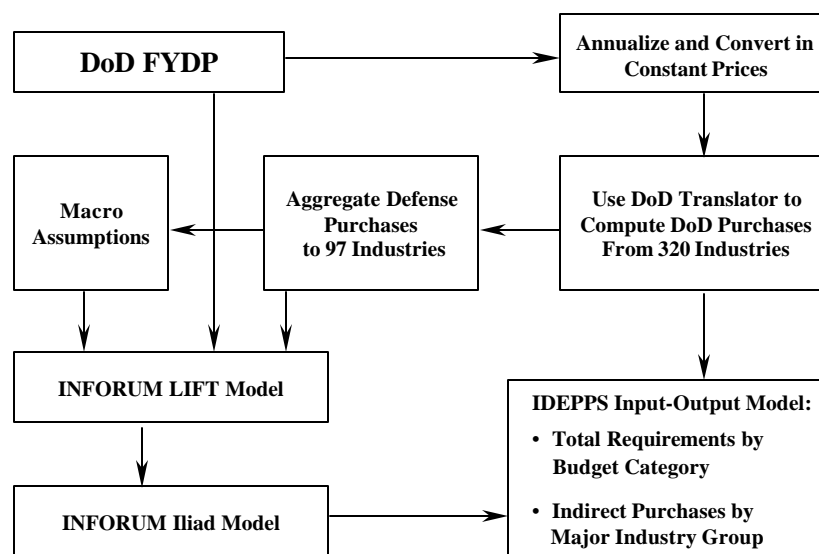 DoD FYDP
Annualize and Convert in
Constant Prices
Macro
Assumptions
Aggregate Defense
Purchases
to 97 Industries
Use DoD Translator to
Compute DoD Purchases
From 320 Industries
INFORUM LIFT Model
INFORUM Iliad Model
IDEPPS Input-Output Model:
• Total Requirements by
Budget Category
• Indirect Purchases by
Major Industry Group